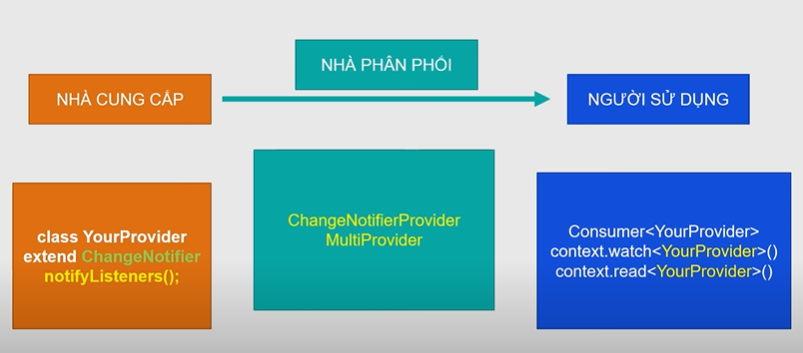 NHÀ PHÂN PHỐI
NHÀ CUNG CẤP
NGƯỜI SỬ DỤNG
class YourProvider
extend ChangeNotifier
notifyListeners();
ChangeNotifierProvider
MultiProvider
Consumer<YourProvider>
context.watch<YourProvider>()
context.read<YourProvider>()